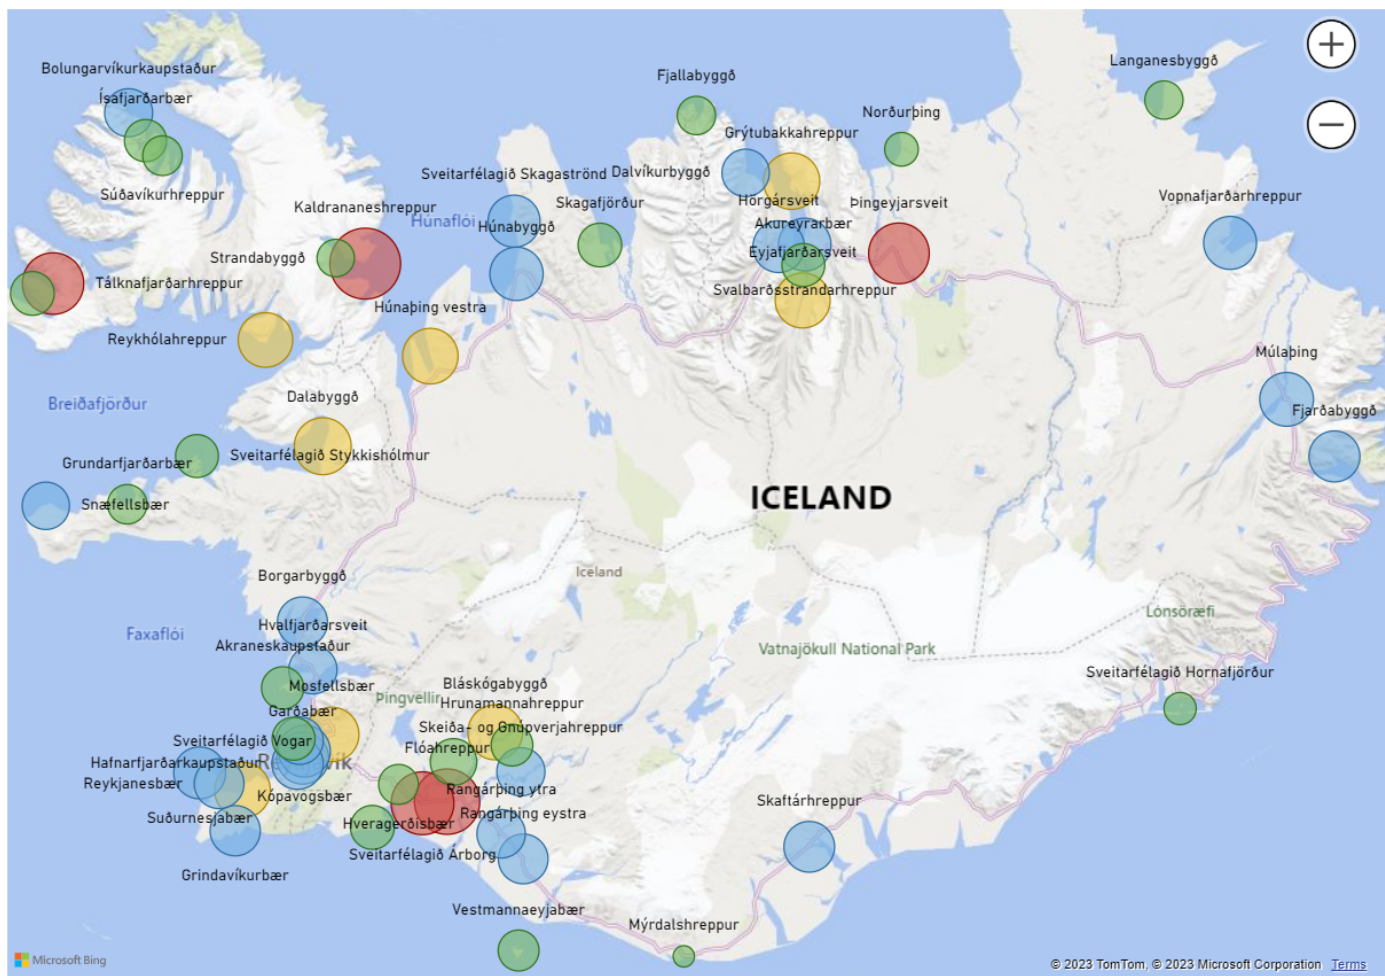 Langanesbyggð
Bolungarvíkurkaupstaður
Fjallabyggð
Ísafjarðarbær
Norðurþing
Grýtubakkahreppur
Sveitarfélagið Skagaströnd
Dalvíkurbyggð
Súðavíkurhreppur
Vopnafjarðarhreppur
Kaldrananeshreppur
Skagafjörður
Hörgársveit
Þingeyjarsveit
Húnaflói
Húnabyggð
Akureyrarbær
Strandabyggð
Eyjafjarðarsveit
Tálknafjarðarhreppur
Svalbarðsstrandarhreppur
Húnaþing vestra
Reykhólahreppur
Múlaþing
Dalabyggð
Breiðafjörður
Fjarðabyggð
Sveitarfélagið Stykkishólmur
Grundarfjarðarbær
ICELAND
Snæfellsbær
Iceland
Borgarbyggð
Lónsöræfi
Hvalfjarðarsveit
Faxaflói
Akraneskaupstaður
Vatnajökull National Park
Sveitarfélagið Hornafjörður
Mosfellsbær
Bláskógabyggð
Þingvellir
Hrunamannahreppur
Garðabær
Skeiða- og Gnúpverjahreppur
Sveitarfélagið Vogar
Flóahreppur
Hafnarfjarðarkaupstaður
Reykjanesbær
Rangárþing ytra
Kópavogsbær
Skaftárhreppur
Rangárþing eystra
Suðurnesjabær
Hveragerðisbær
Sveitarfélagið Árborg
Grindavíkurbær
Vestmannaeyjabær
Mýrdalshreppur
Microsoft Bing
© 2023 TomTom, © 2023 Microsoft Corporation Terms